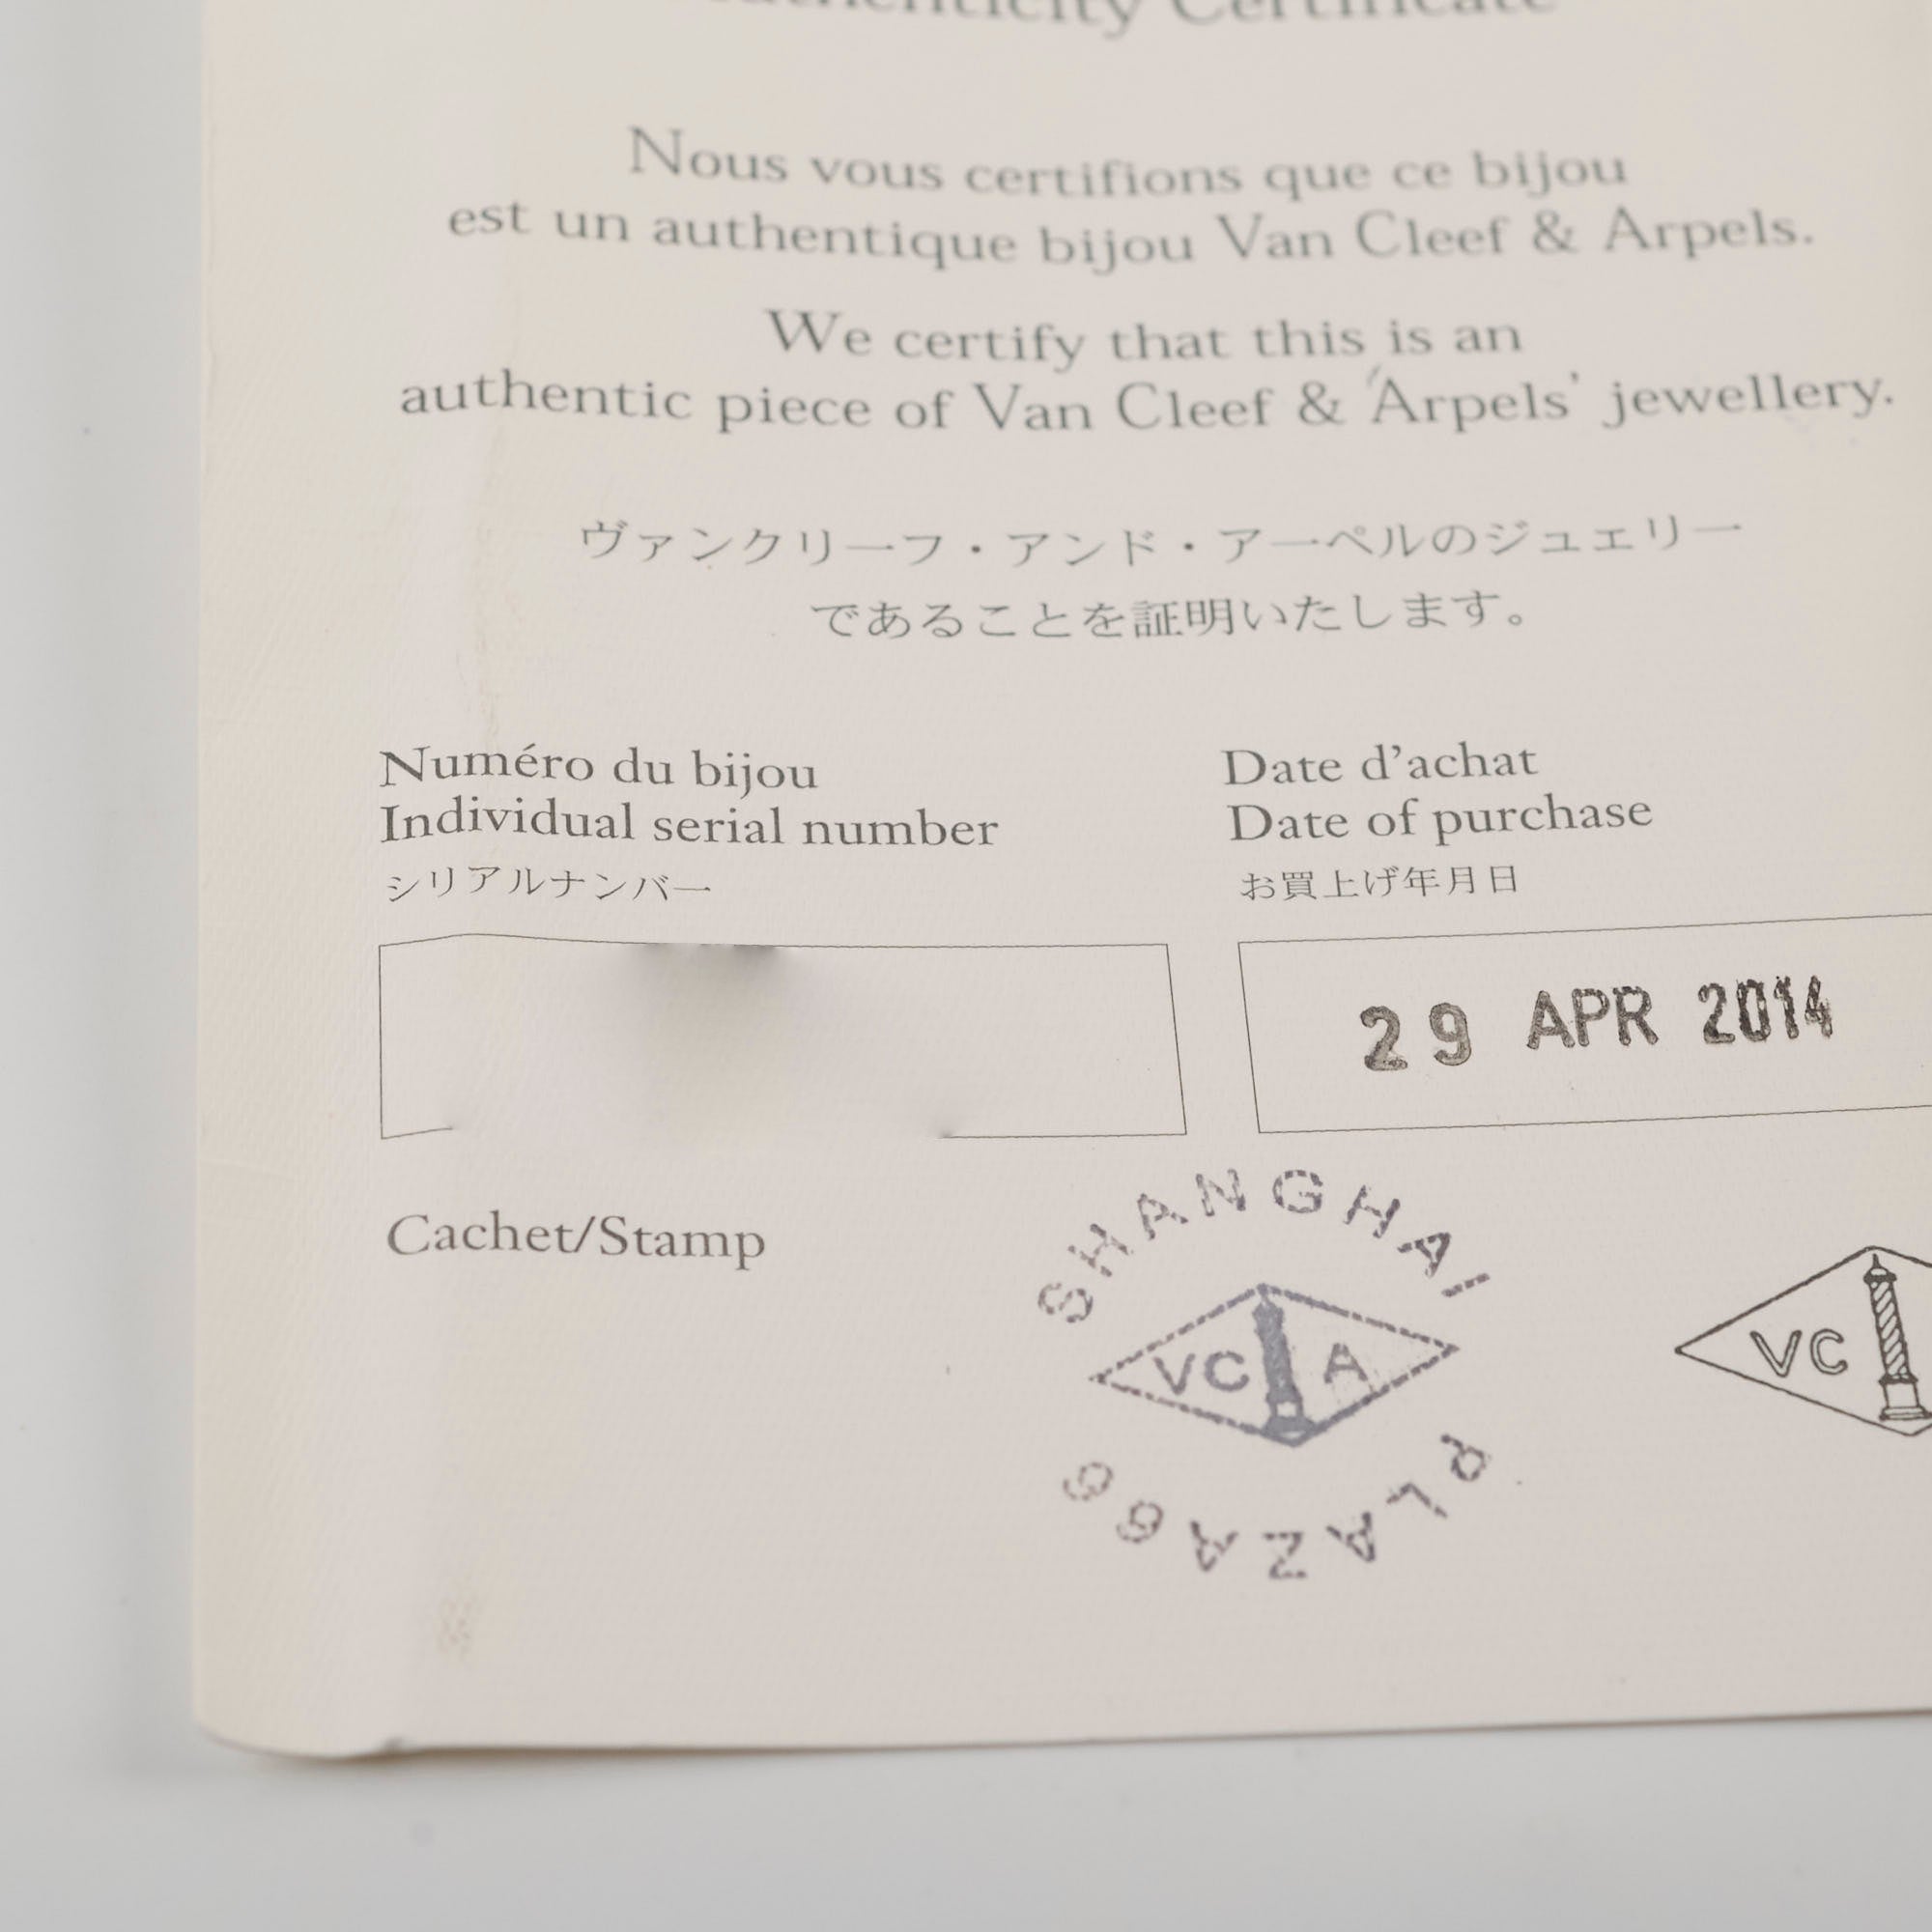 Authenticity Certificate
Nous vous certifions que ce bijou
est un authentique bijou Van Cleef & Arpels.
We certify that this is an
authentic piece of Van Cleef & Arpels' jewellery.
ヴァンクリーフ・アンド・アーペルのジュエリー
であることを証明いたします。
Numéro du bijou
Individual serial number
シリアルナンバー
Date d'achat
Date of purchase
お買上げ年月日
29 APR 2014
Cachet/Stamp
SHANGHAI
VC A
PLAZA66
VC